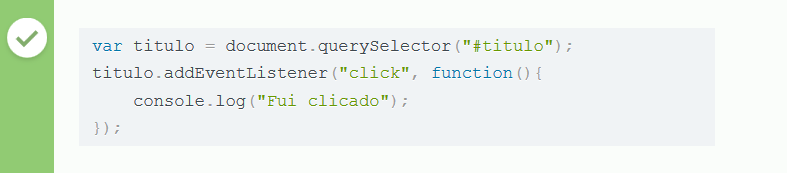 var titulo = document.querySelector("#titulo");
titulo.addEventListener("click", function(){
    console.log("Fui clicado");
});